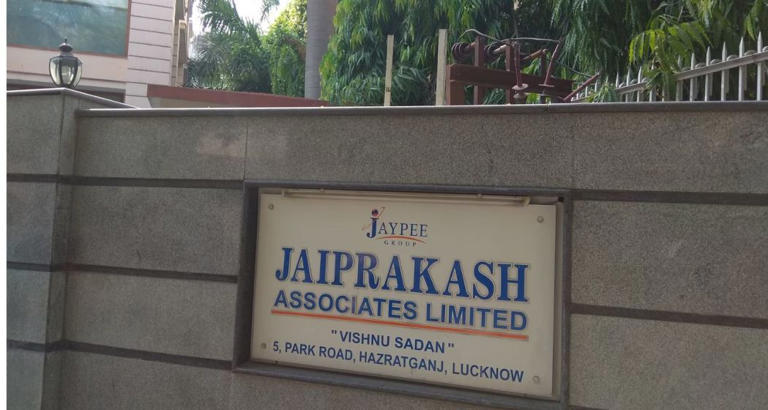 JAYPEE
GROUP
JAIPRAKASH
ASSOCIATES LIMITED
"VISHNU SADAN"
5, PARK ROAD, HAZRATGANJ, LUCKNOW